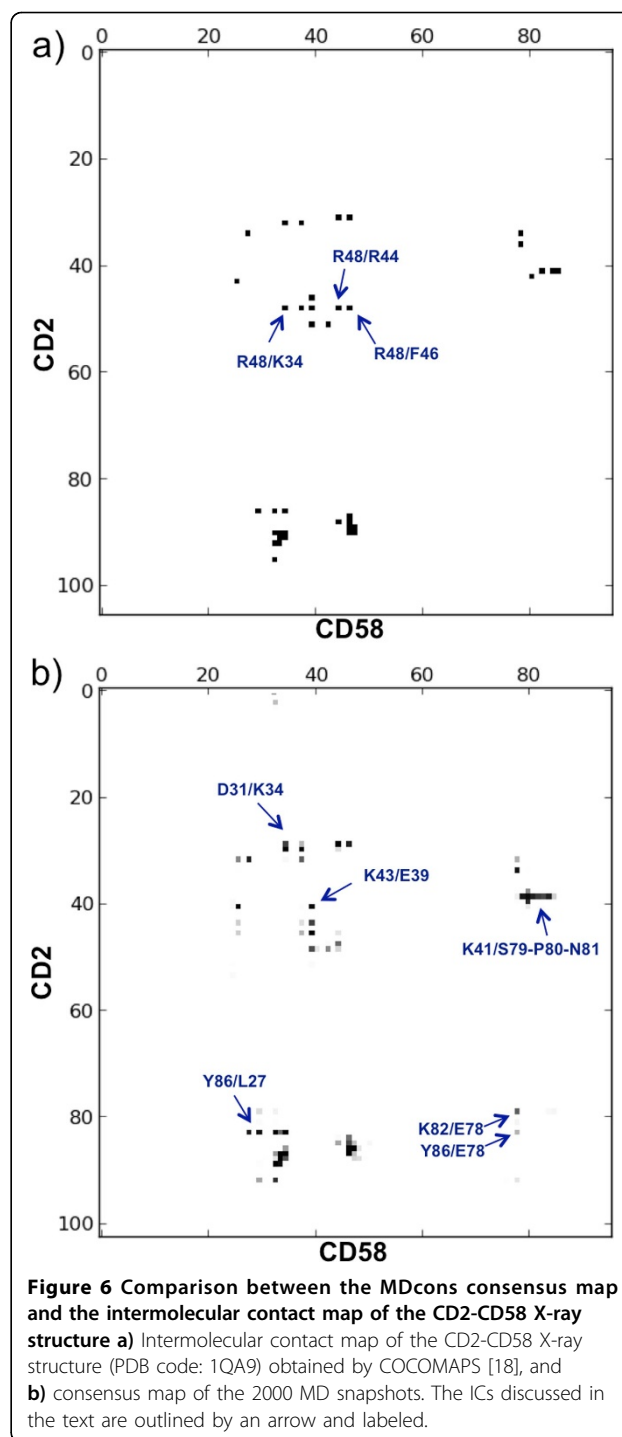 a)
0 20 40 60 80
0
20
R48/R44
40
CD2
R48/K34
R48/F46
60
80
100
CD58
b)
0 20 40 60 80
0
D31/K34
20
K43/E39
40
CD2
K41/S79-P80-N81
60
Y86/L27
80
K82/E78
Y86/E78
100
CD58
Figure 6 Comparison between the MDcons consensus map
and the intermolecular contact map of the CD2-CD58 X-ray
structure a) Intermolecular contact map of the CD2-CD58 X-ray
structure (PDB code: 1QA9) obtained by COCOMAPS [18], and
b) consensus map of the 2000 MD snapshots. The ICs discussed in
the text are outlined by an arrow and labeled.